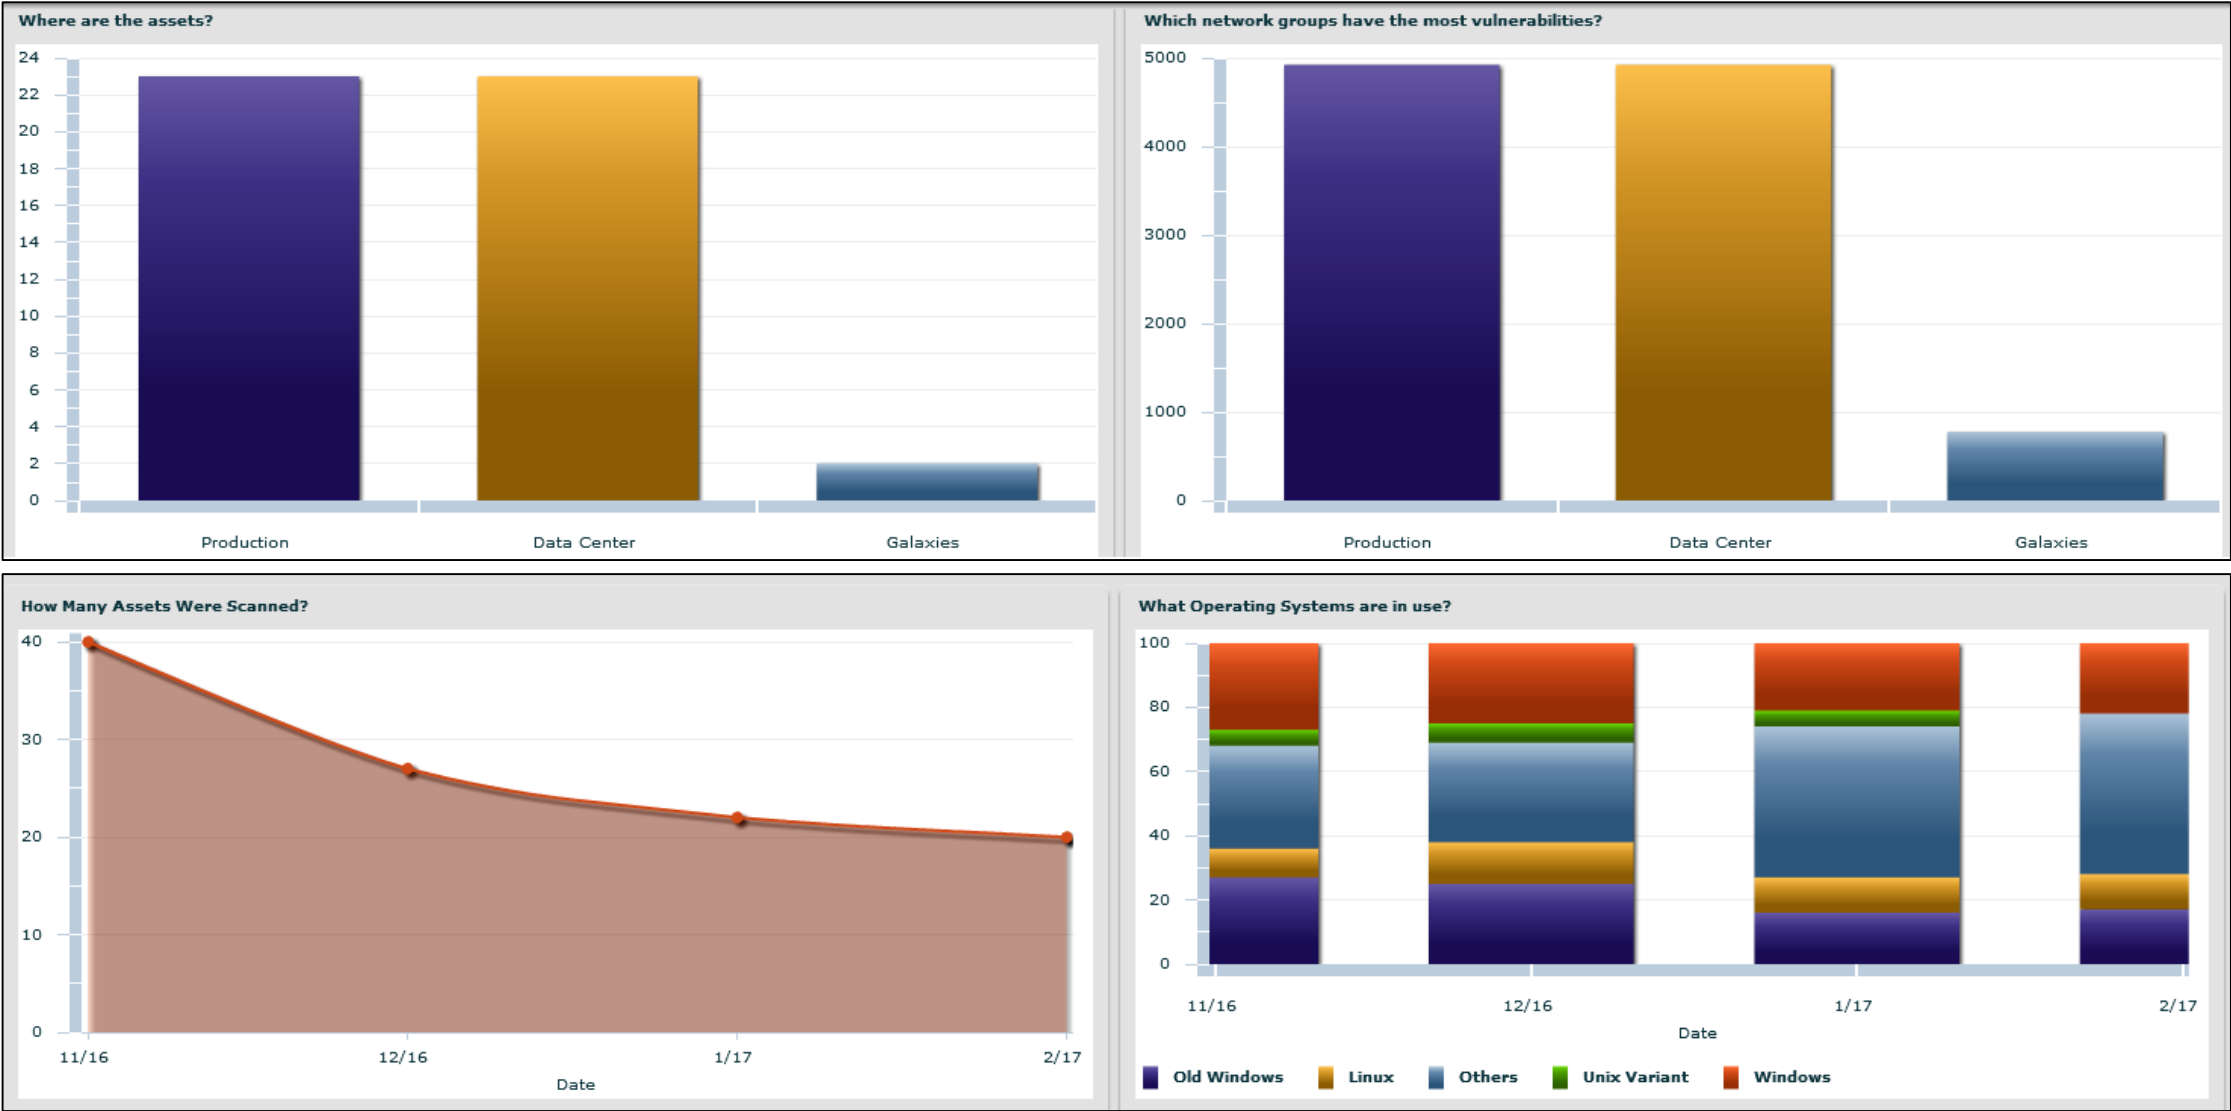 Where are the assets?
24
22
20
18
16
14
12
10
8
6
4
2
0
Production Data Center Galaxies
Which network groups have the most vulnerabilities?
5000
4000
3000
2000
1000
0
Production Data Center Galaxies
How Many Assets Were Scanned?
40
30
20
10
0
11/16 12/16 1/17 2/17
Date
What Operating Systems are in use?
100
80
60
40
20
0
11/16 12/16 1/17 2/17
Date
Old Windows Linux Others Unix Variant Windows